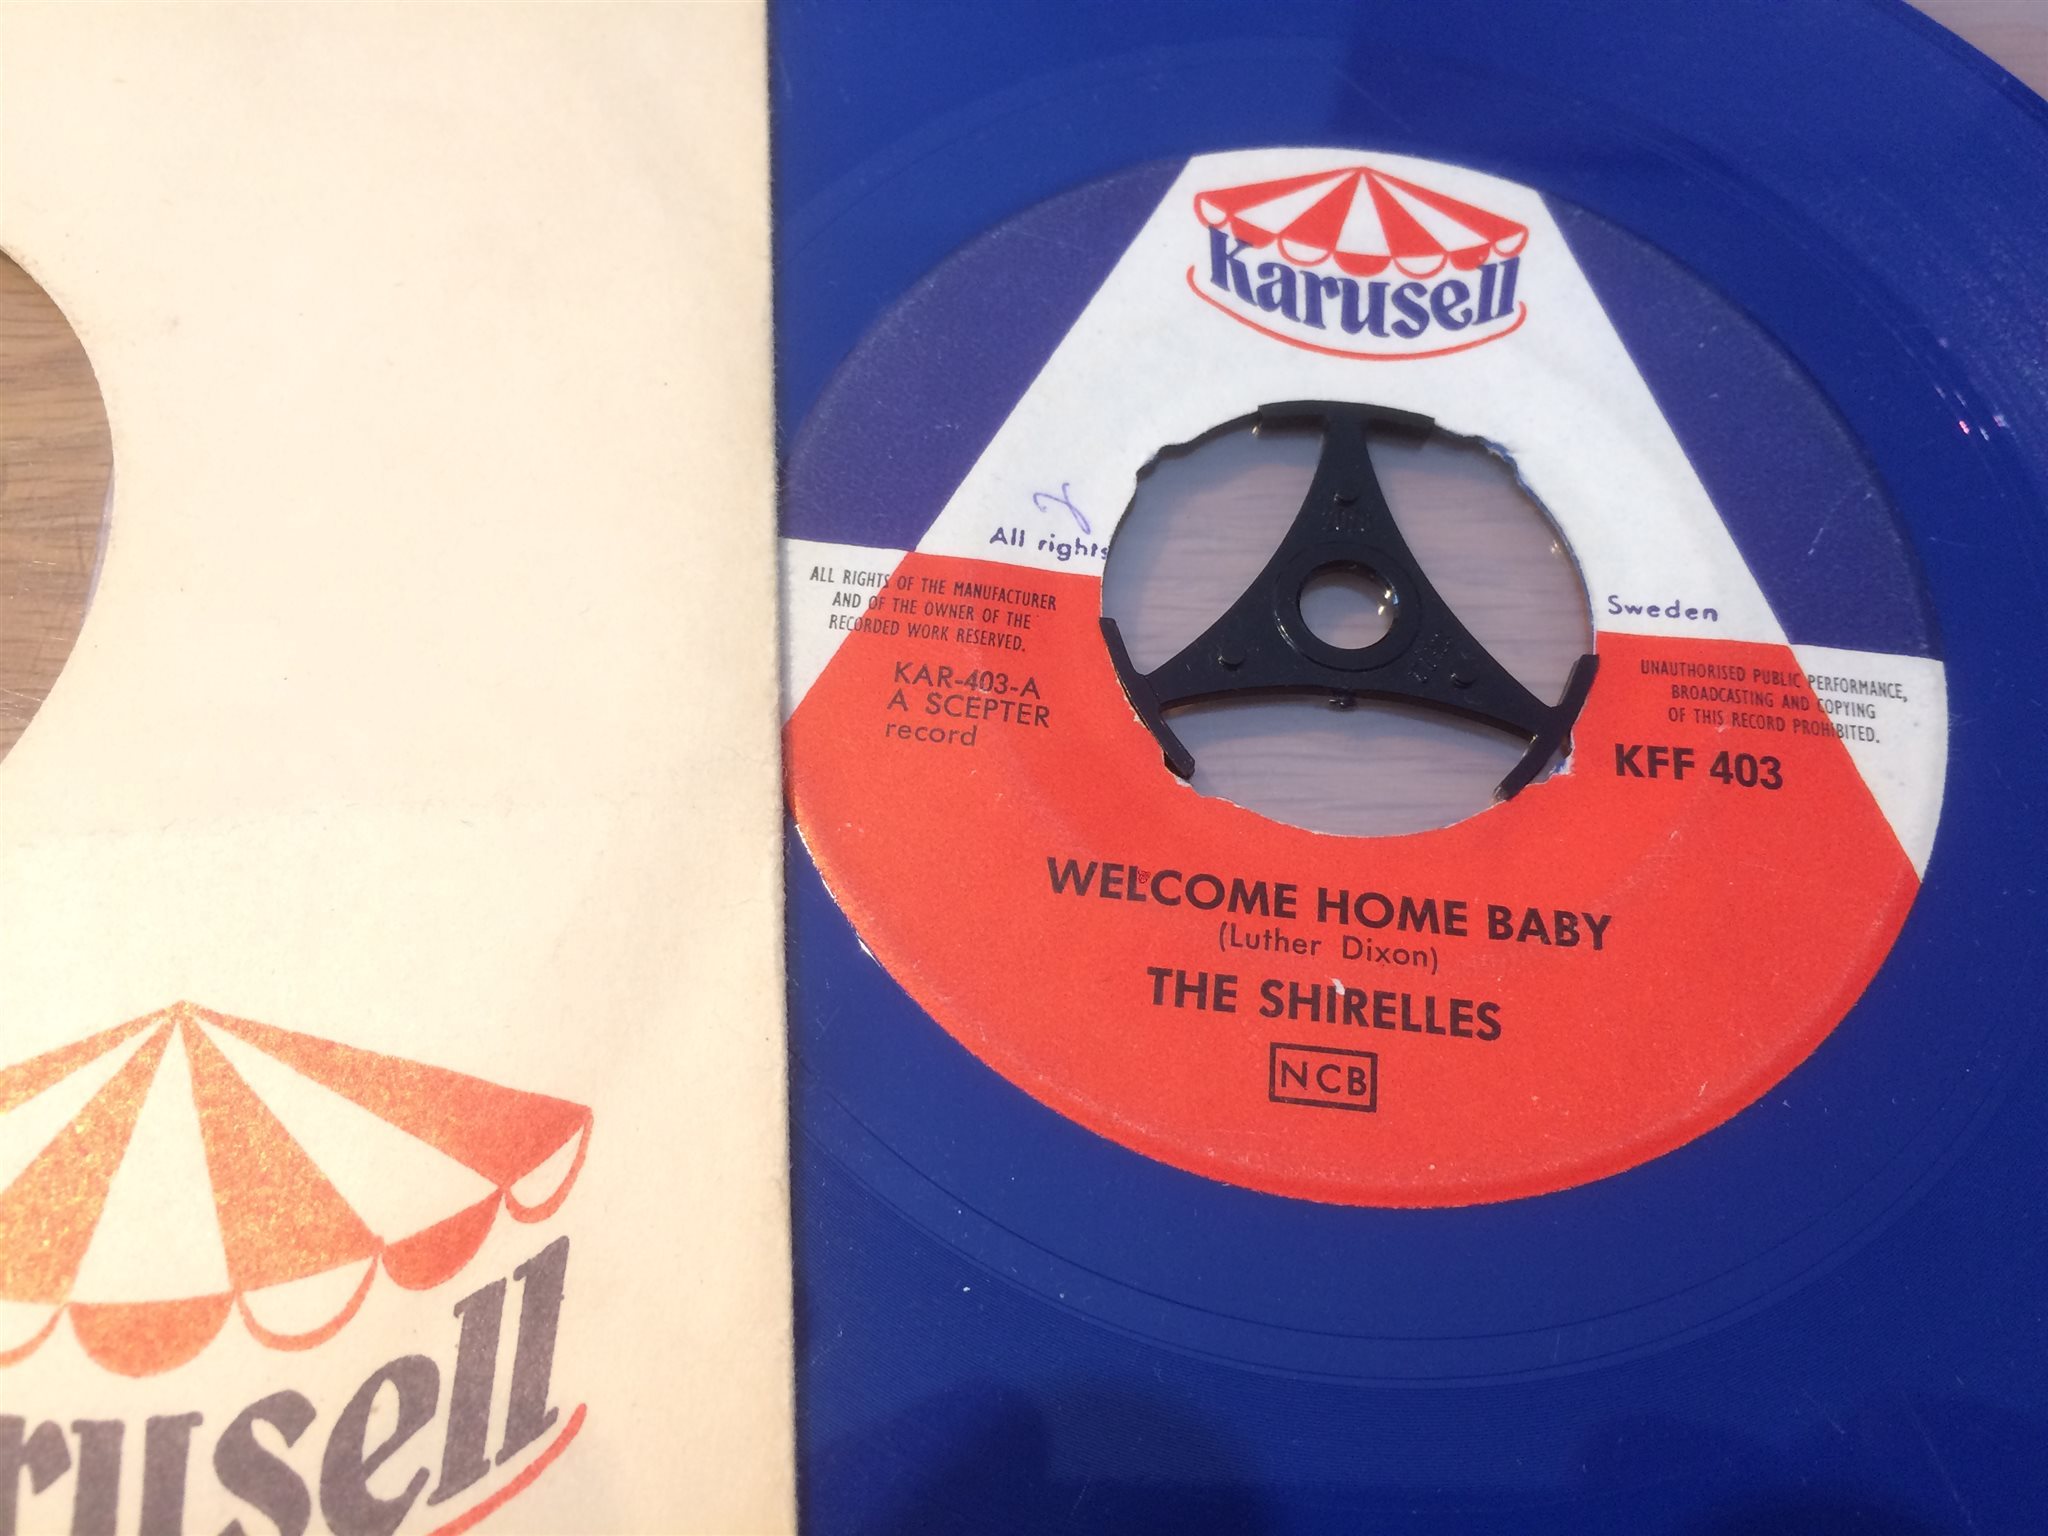 Karusell
All rights
Sweden
ALL RIGHTS OF THE MANUFACTURER
AND OF THE OWNER OF THE
RECORDED WORK RESERVED.
UNAUTHORISED PUBLIC PERFORMANCE,
BROADCASTING AND COPYING
OF THIS RECORD PROHIBITED.
KAR-403-A
A SCEPTER
record
KFF 403
WELCOME HOME BABY
(Luther Dixon)
THE SHIRELLES
NCB
rusell